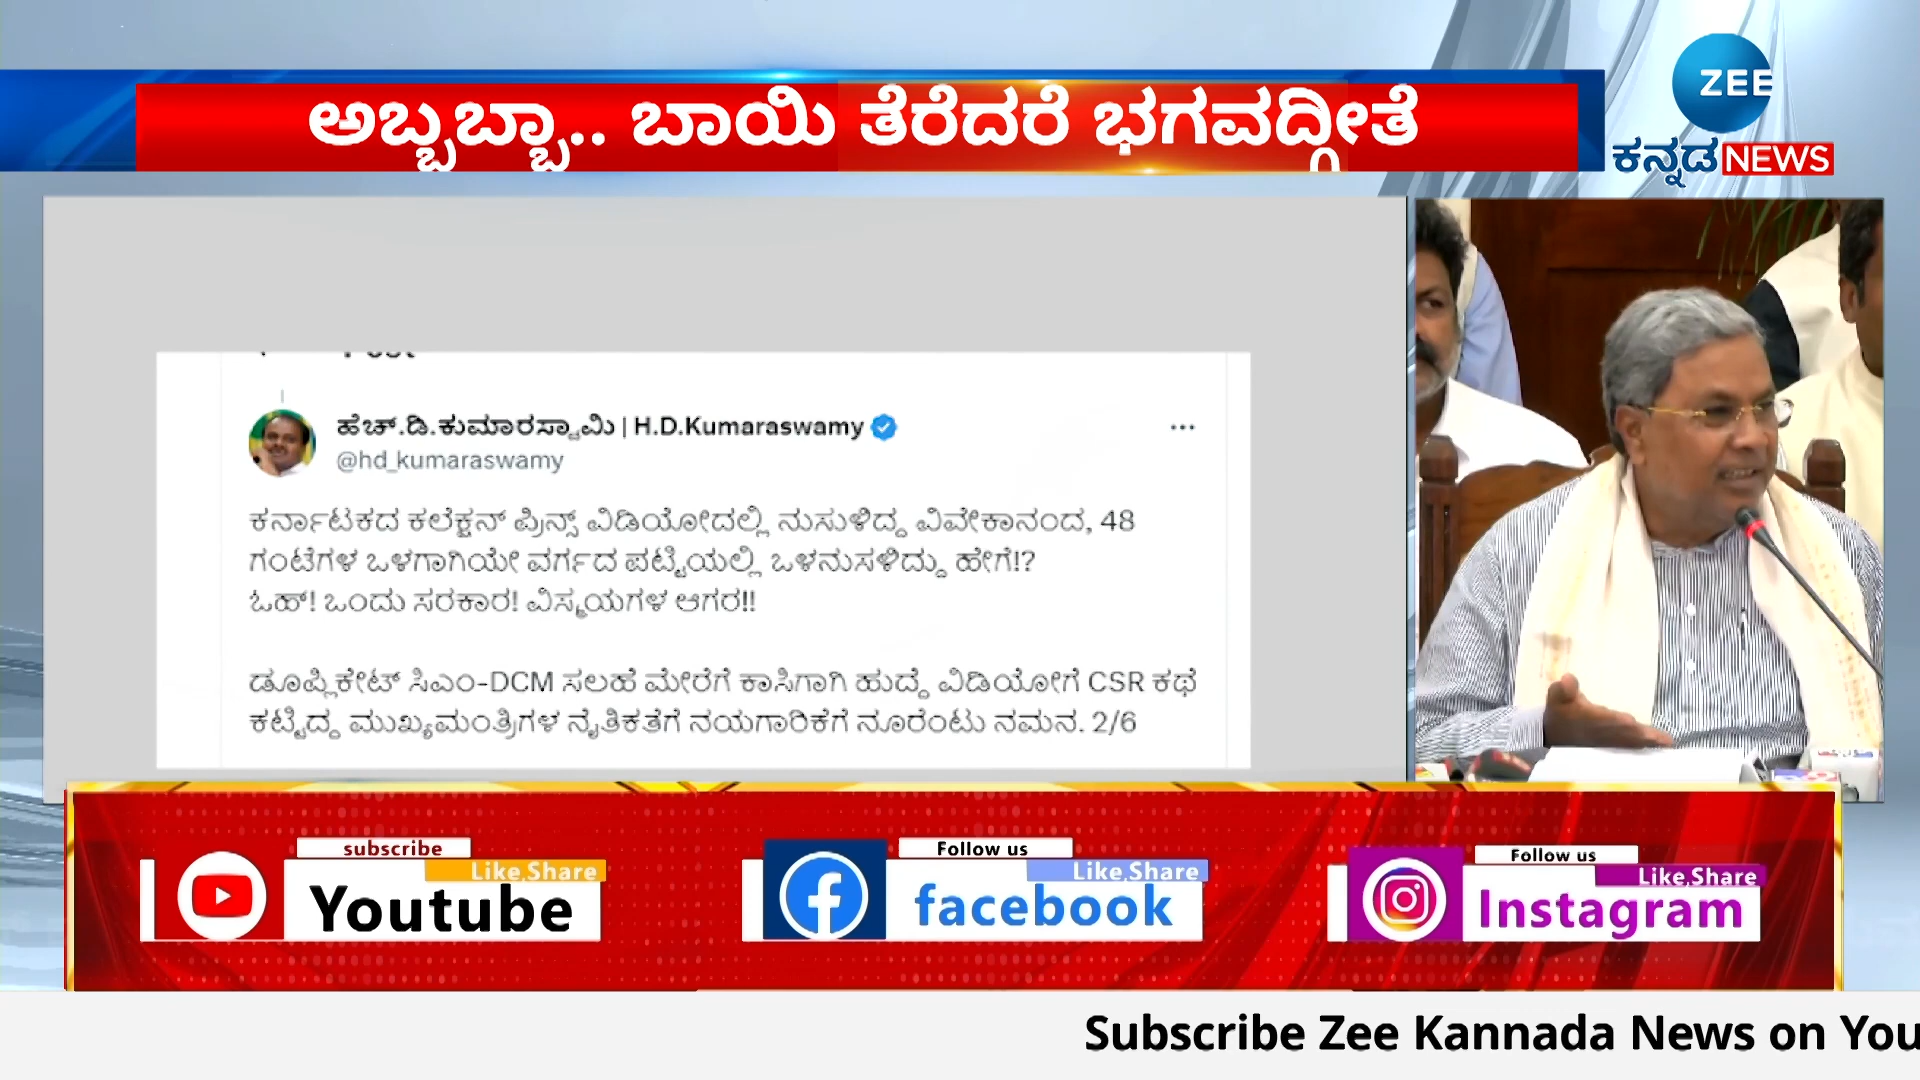 ಅಬ್ಬಬ್ಬಾ.. ಬಾಯಿ ತೆರೆದರೆ ಭಗವದ್ಗೀತೆ
ZEE
ಕನ್ನಡ NEWS
ಹೆಚ್.ಡಿ.ಕುಮಾರಸ್ವಾಮಿ | H.D.Kumaraswamy
@hd_kumaraswamy
ಕರ್ನಾಟಕದ ಕಲೆಕ್ಷನ್ ಪ್ರಿನ್ಸ್ ವಿಡಿಯೋದಲ್ಲಿ ನುಸುಳಿದ್ದ ವಿವೇಕಾನಂದ, 48
ಗಂಟೆಗಳ ಒಳಗಾಗಿಯೇ ವರ್ಗದ ಪಟ್ಟಿಯಲ್ಲಿ ಒಳನುಸಳಿದ್ದು ಹೇಗೆ!?
ಓಹ್! ಒಂದು ಸರಕಾರ! ವಿಸ್ಮಯಗಳ ಆಗರ!!
ಡೂಪ್ಲಿಕೇಟ್ ಸಿಎಂ-DCM ಸಲಹೆ ಮೇರೆಗೆ ಕಾಸಿಗಾಗಿ ಹುದ್ದೆ ವಿಡಿಯೋಗೆ CSR ಕಥೆ
ಕಟ್ಟಿದ್ದ ಮುಖ್ಯಮಂತ್ರಿಗಳ ನೈತಿಕತೆಗೆ ನಯಗಾರಿಕೆಗೆ ನೂರೆಂಟು ನಮನ. 2/6
subscribe
Like,Share
Youtube
Follow us
Like,Share
facebook
Follow us
Like,Share
Instagram
Subscribe Zee Kannada News on You